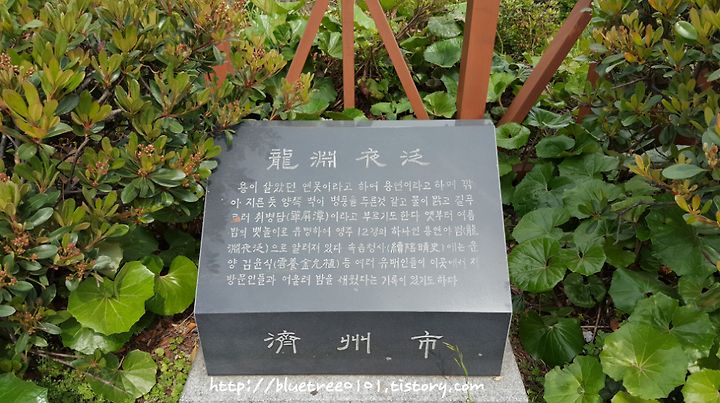 龍淵夜泛
용이 살았던 연못이라고 하여 용연이라고 하며 깎
아 지른 듯 양쪽 벽이 병풍을 두른것 같고 물이 맑고 길푸
르러 취병담(翠屛潭)이라고 부르기도 한다 옛부터 여름
밤의 뱃놀이로 유명하여 영주 12경의 하나인 용연야범(龍
淵夜泛)으로 알려져 있다 속음청사(續陰晴史)에는 운
양 김윤식(雲養金允植)등 여러 유배인들이 이곳에서 지
방문인들과 어울려 밤을 새웠다는 기록이 있기도 하다
濟州市
http://bluetree0101.tistory.com